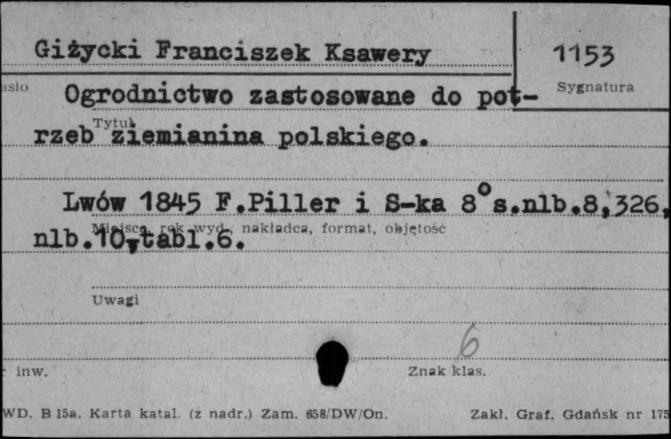 Giżycki Franciszek Ksawery
1153
Sygnatura
Ogrodnictwo zastosowane do pot-
Tytuł
rzeb ziemianina polskiego.
Lwów 1845 F.Piller i S-ka 8° s.nlb.8,326,
Miejsce, rok wyd., nakładca, format, objętość
nlb.10,tabl.6.
Uwagi
6
inw.
Znak klas.
WD. B 15a. Karta katal. (z nadr.) Zam. 658/DW/On.
Zakł. Graf. Gdańsk nr 175